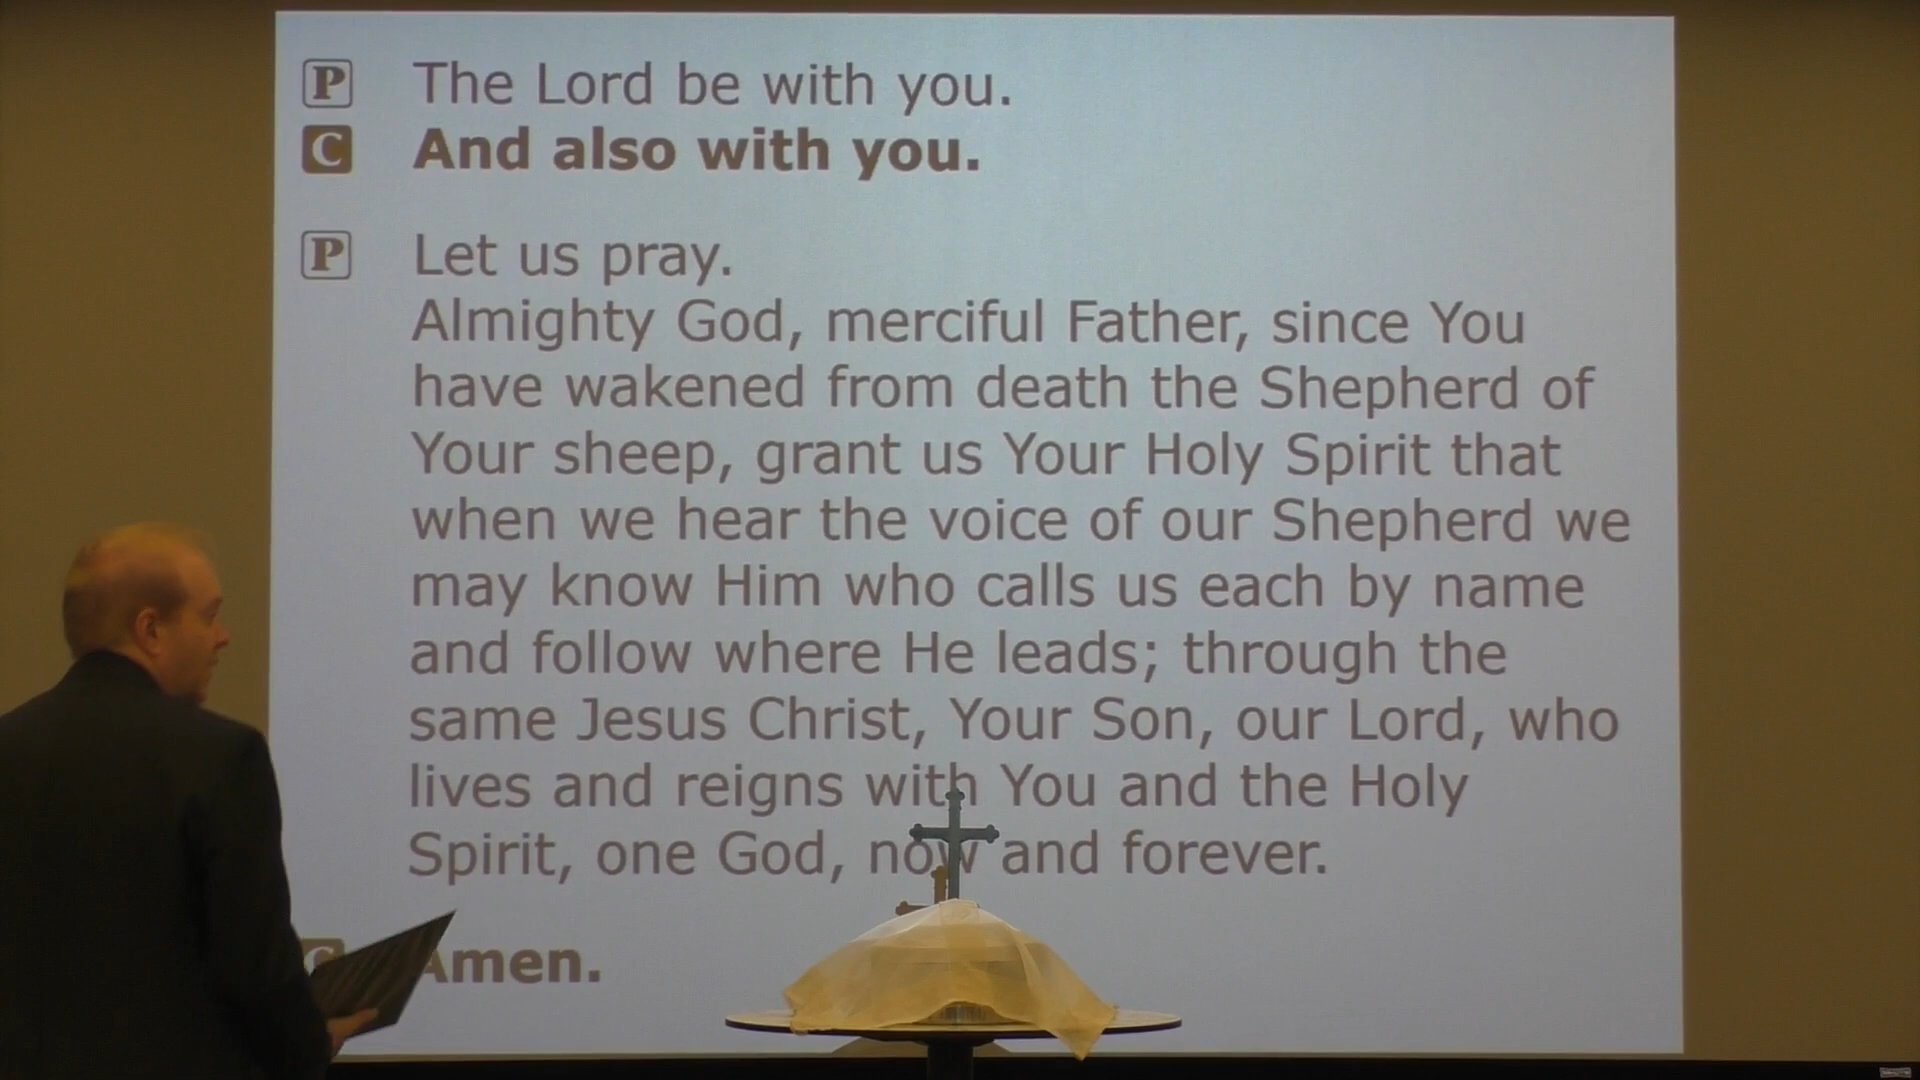 P The Lord be with you.
C And also with you.
P Let us pray.
Almighty God, merciful Father, since You
have wakened from death the Shepherd of
Your sheep, grant us Your Holy Spirit that
when we hear the voice of our Shepherd we
may know Him who calls us each by name
and follow where He leads; through the
same Jesus Christ, Your Son, our Lord, who
lives and reigns with You and the Holy
Spirit, one God, now and forever.
C Amen.